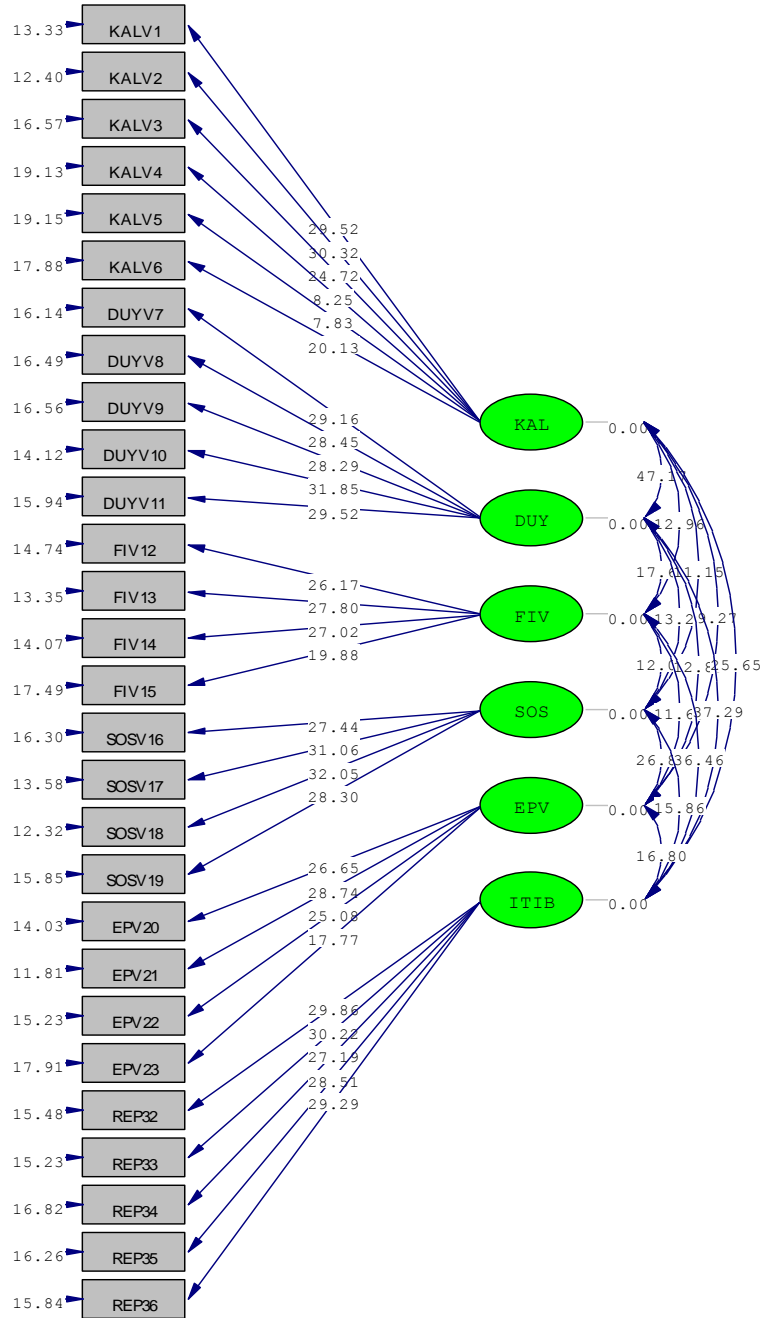 13.33 KALV1
12.40 KALV2
16.57 KALV3
19.13 KALV4
19.15 KALV5
17.88 KALV6
16.14 DUYV7
16.49 DUYV8
16.56 DUYV9
14.12 DUYV10
15.94 DUYV11
14.74 FIV12
13.35 FIV13
14.07 FIV14
17.49 FIV15
16.30 SOSV16
13.58 SOSV17
12.32 SOSV18
15.85 SOSV19
14.03 EPV20
11.81 EPV21
15.23 EPV22
17.91 EPV23
15.48 REP32
15.23 REP33
16.82 REP34
16.26 REP35
15.84 REP36
29.52
30.32
24.72
8.25
7.83
20.13
29.16
28.45
28.29
31.85
29.52
26.17
27.80
27.02
19.88
27.44
31.06
32.05
28.30
26.65
28.74
25.08
17.77
29.86
30.22
27.19
28.51
29.29
KAL 0.00
DUY 0.00
FIV 0.00
SOS 0.00
EPV 0.00
ITIB 0.00
12.96
11.15
25.65
37.29
36.46
15.86
16.80